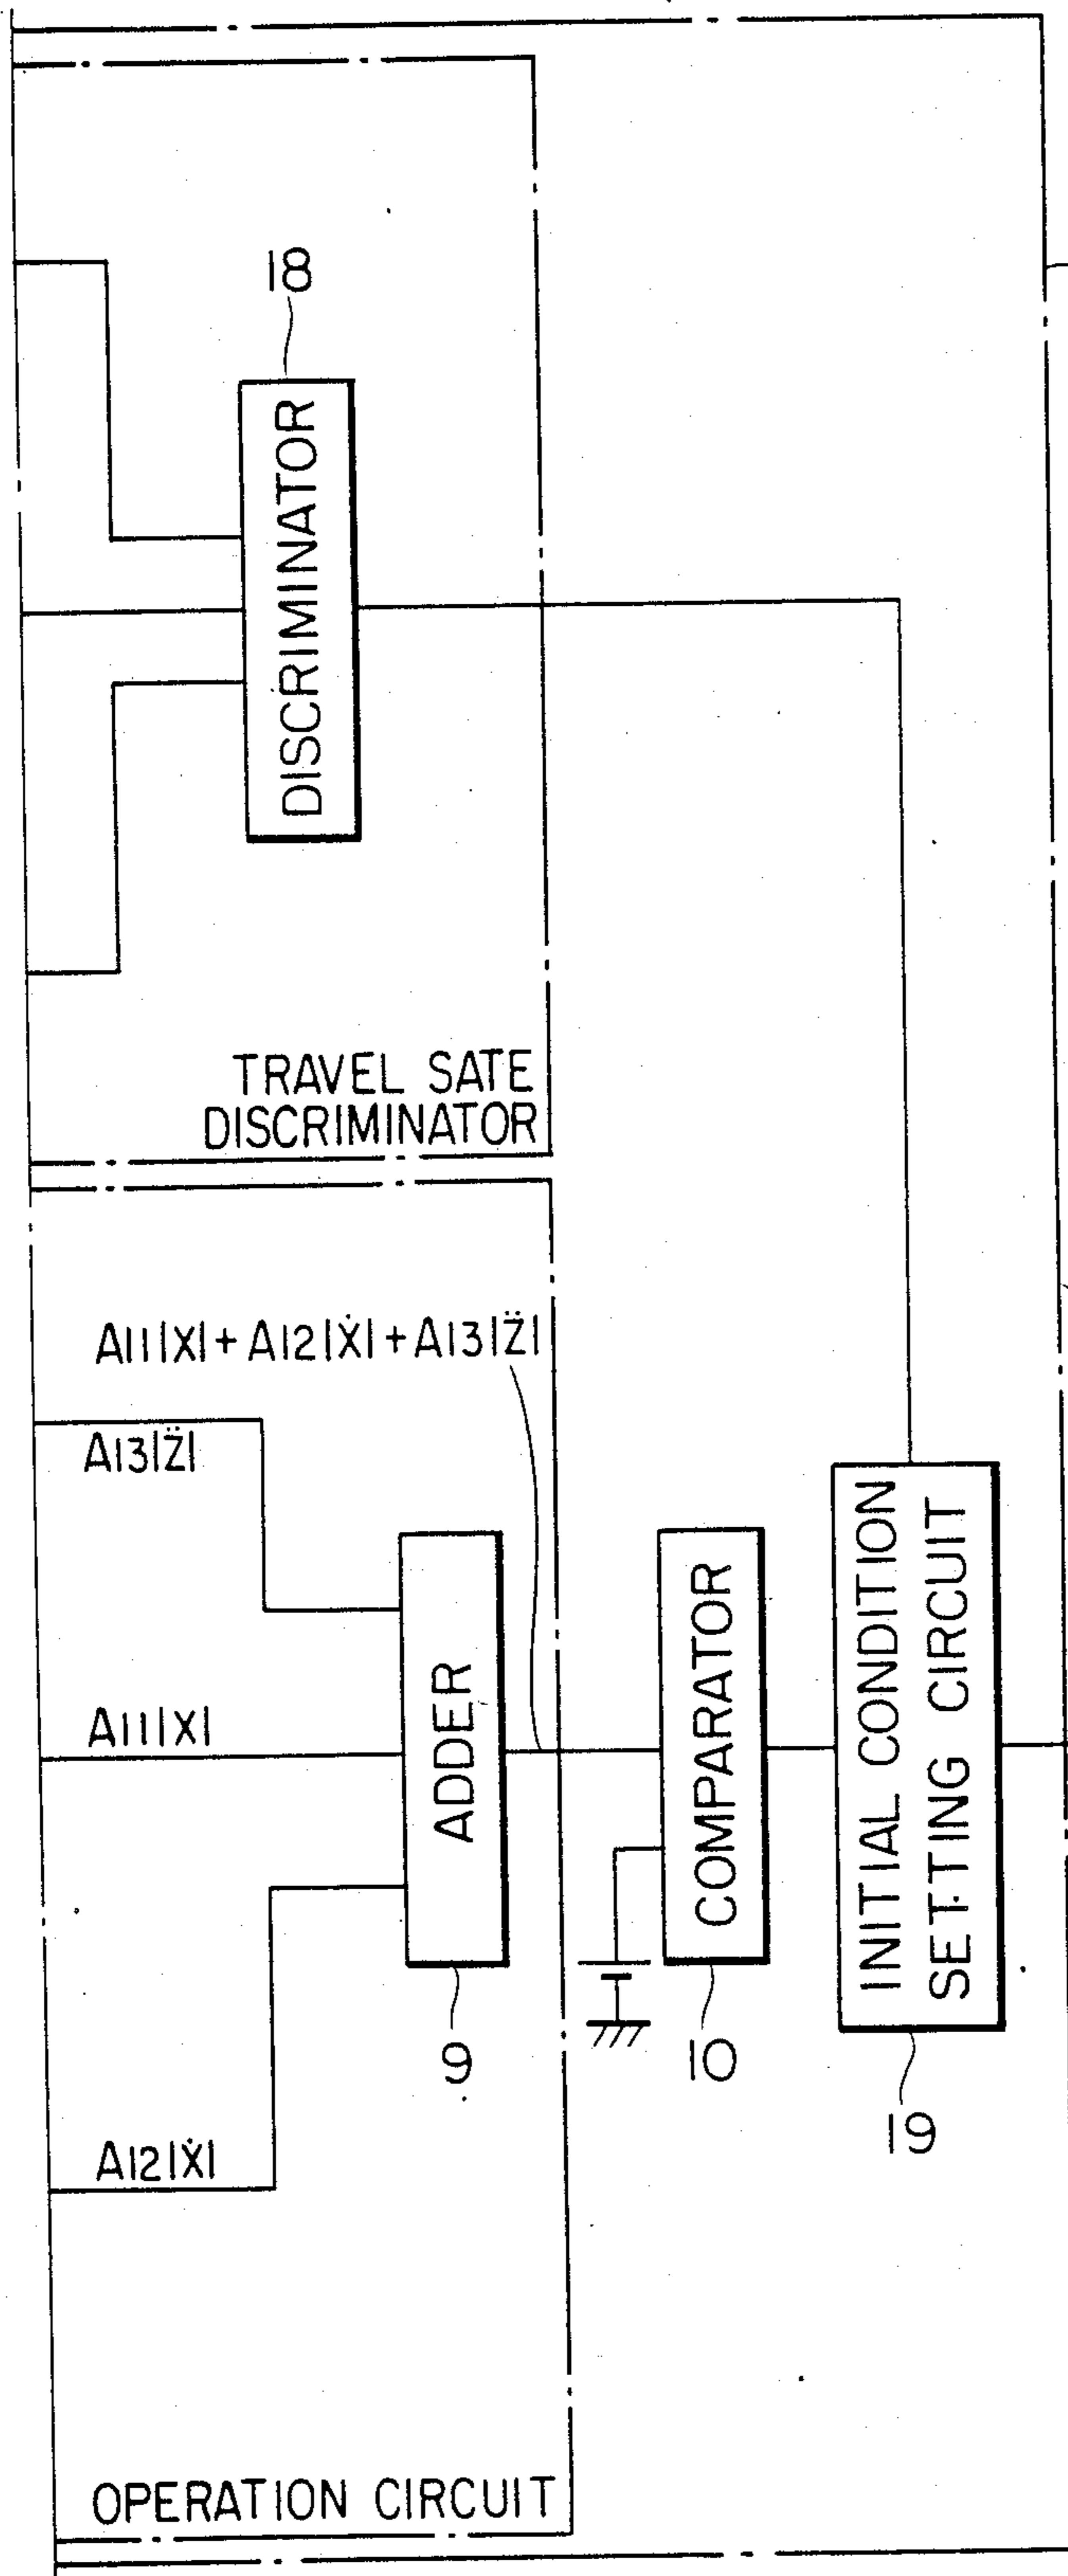 18
DISCRIMINATOR
TRAVEL SATE
DISCRIMINATOR
A11|X|+A12|Ẋ|+A13|Z̈|
A13|Z̈|
A11|X|
A12|Ẋ|
ADDER
9
COMPARATOR
10
INITIAL CONDITION
SETTING CIRCUIT
19
OPERATION CIRCUIT